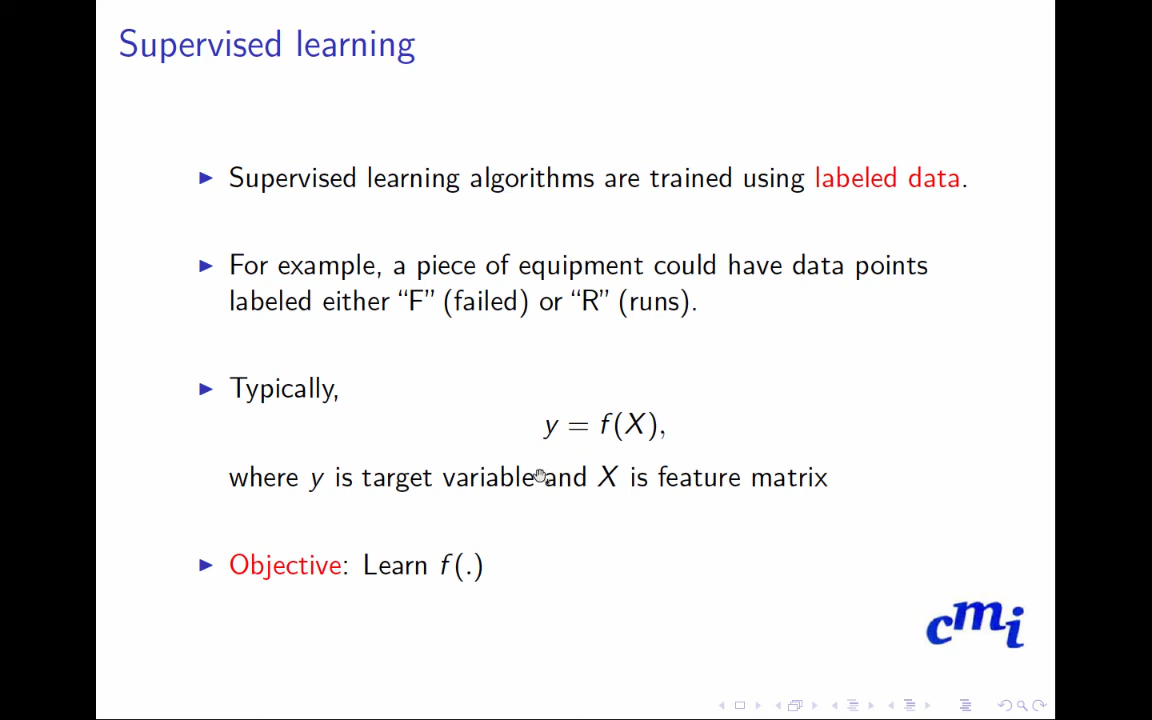 Supervised learning
▶ Supervised learning algorithms are trained using labeled data.
▶ For example, a piece of equipment could have data points
labeled either “F” (failed) or “R” (runs).
▶ Typically,
y = f(X),
where y is target variable and X is feature matrix
▶ Objective: Learn f(.)
cmi